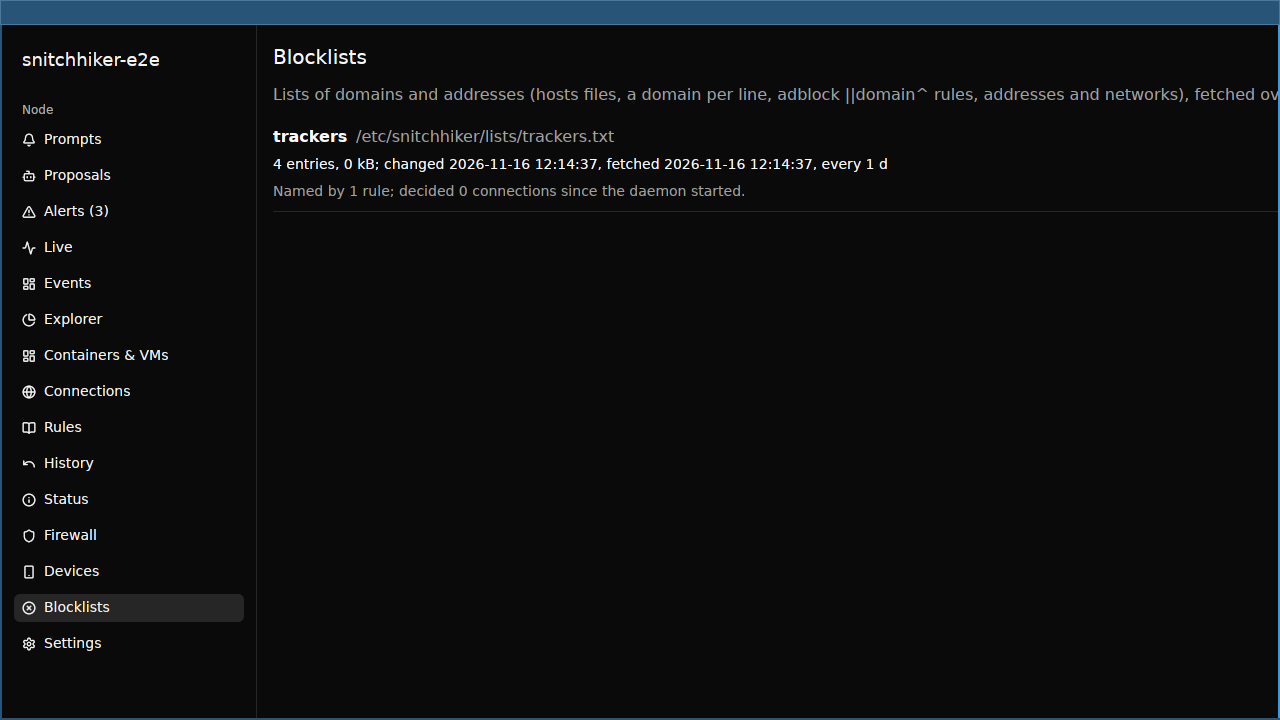 snitchhiker-e2e
Node
Prompts
Proposals
Alerts (3)
Live
Events
Explorer
Containers & VMs
Connections
Rules
History
Status
Firewall
Devices
Blocklists
Settings
Blocklists
Lists of domains and addresses (hosts files, a domain per line, adblock ||domain^ rules, addresses and networks), fetched
trackers /etc/snitchhiker/lists/trackers.txt
4 entries, 0 kB; changed 2026-11-16 12:14:37, fetched 2026-11-16 12:14:37, every 1 d
Named by 1 rule; decided 0 connections since the daemon started.